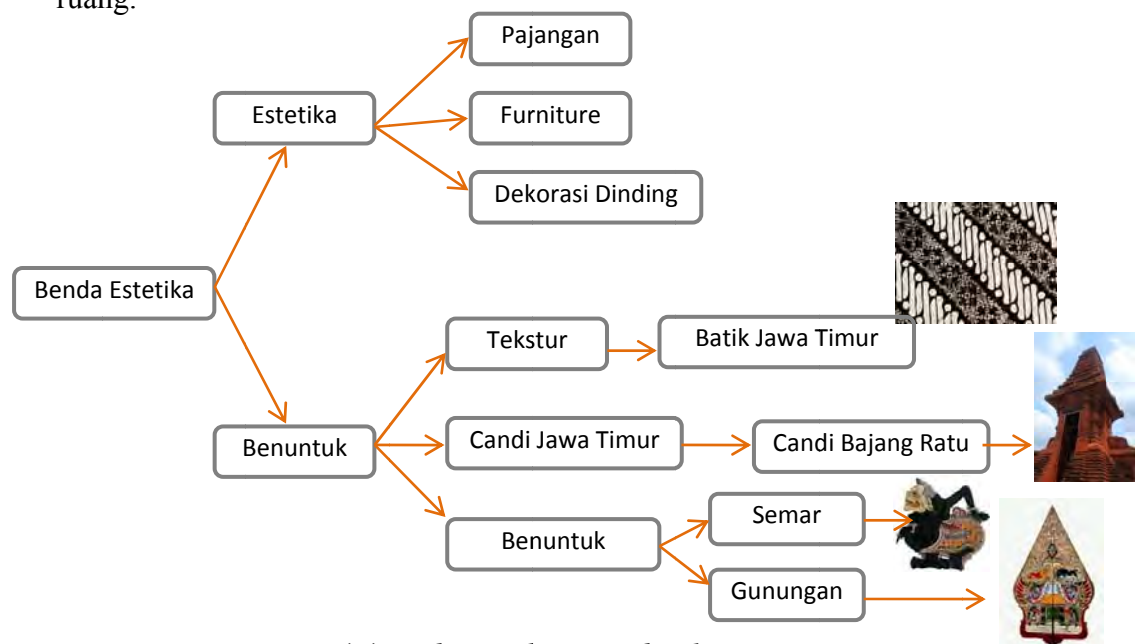 ruang.
Pajangan
Estetika
Furniture
Dekorasi Dinding
Benda Estetika
Tekstur
Batik Jawa Timur
Benuntuk
Candi Jawa Timur
Candi Bajang Ratu
Benuntuk
Semar
Gunungan